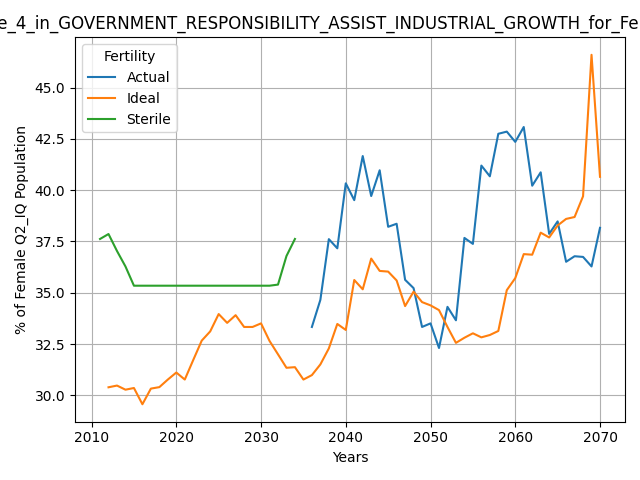 e_4_in_GOVERNMENT_RESPONSIBILITY_ASSIST_INDUSTRIAL_GROWTH_for_Fe
Fertility
Actual
Ideal
Sterile
% of Female Q2_IQ Population
45.0
42.5
40.0
37.5
35.0
32.5
30.0
2010 2020 2030 2040 2050 2060 2070
Years